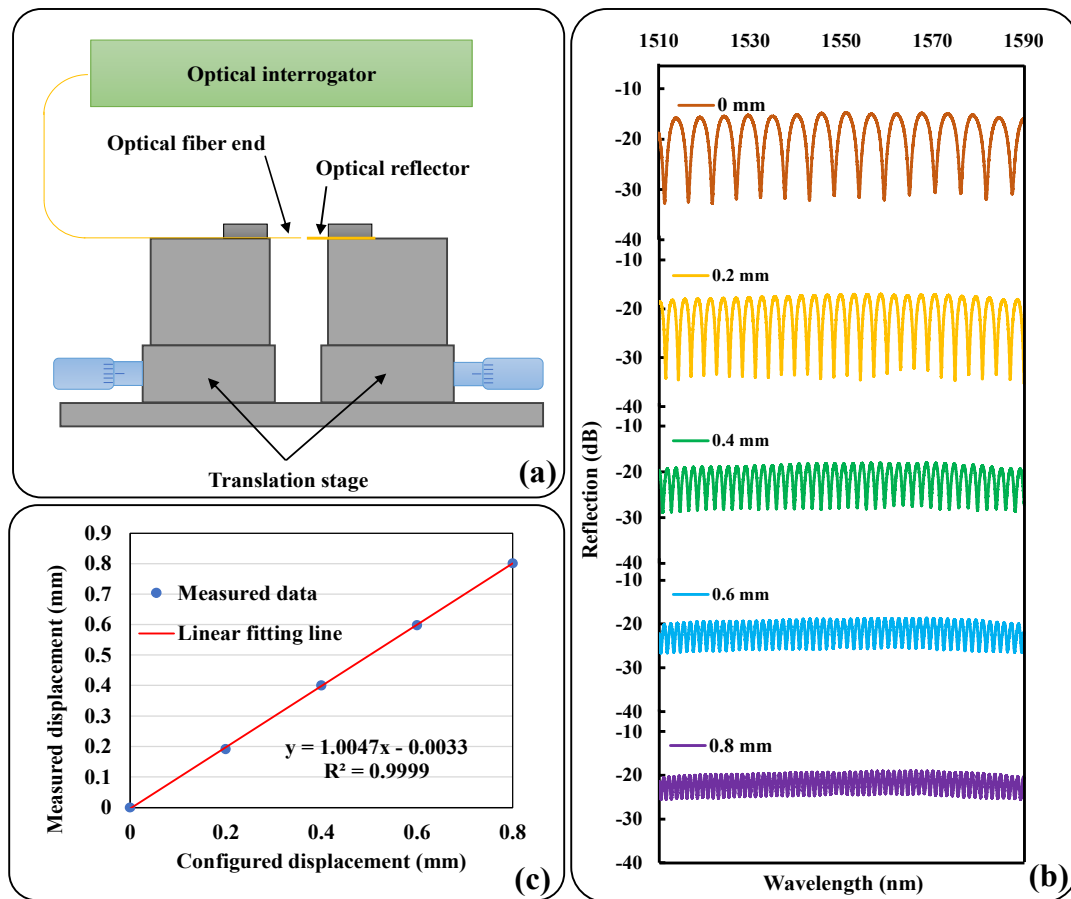 Optical interrogator
Optical fiber end
Optical reflector
Translation stage
(a)
1510 1530 1550 1570 1590
-10
0 mm
-20
-30
-40
-10
0.2 mm
-20
-30
-40
-10
0.4 mm
-20
-30
-40
-10
0.6 mm
-20
-30
-40
-10
0.8 mm
-20
-30
-40
Reflection (dB)
Wavelength (nm)
(b)
0.9
0.8
0.7
0.6
0.5
0.4
0.3
0.2
0.1
0
Measured displacement (mm)
Measured data
Linear fitting line
y = 1.0047x - 0.0033
R² = 0.9999
0 0.2 0.4 0.6 0.8
Configured displacement (mm)
(c)